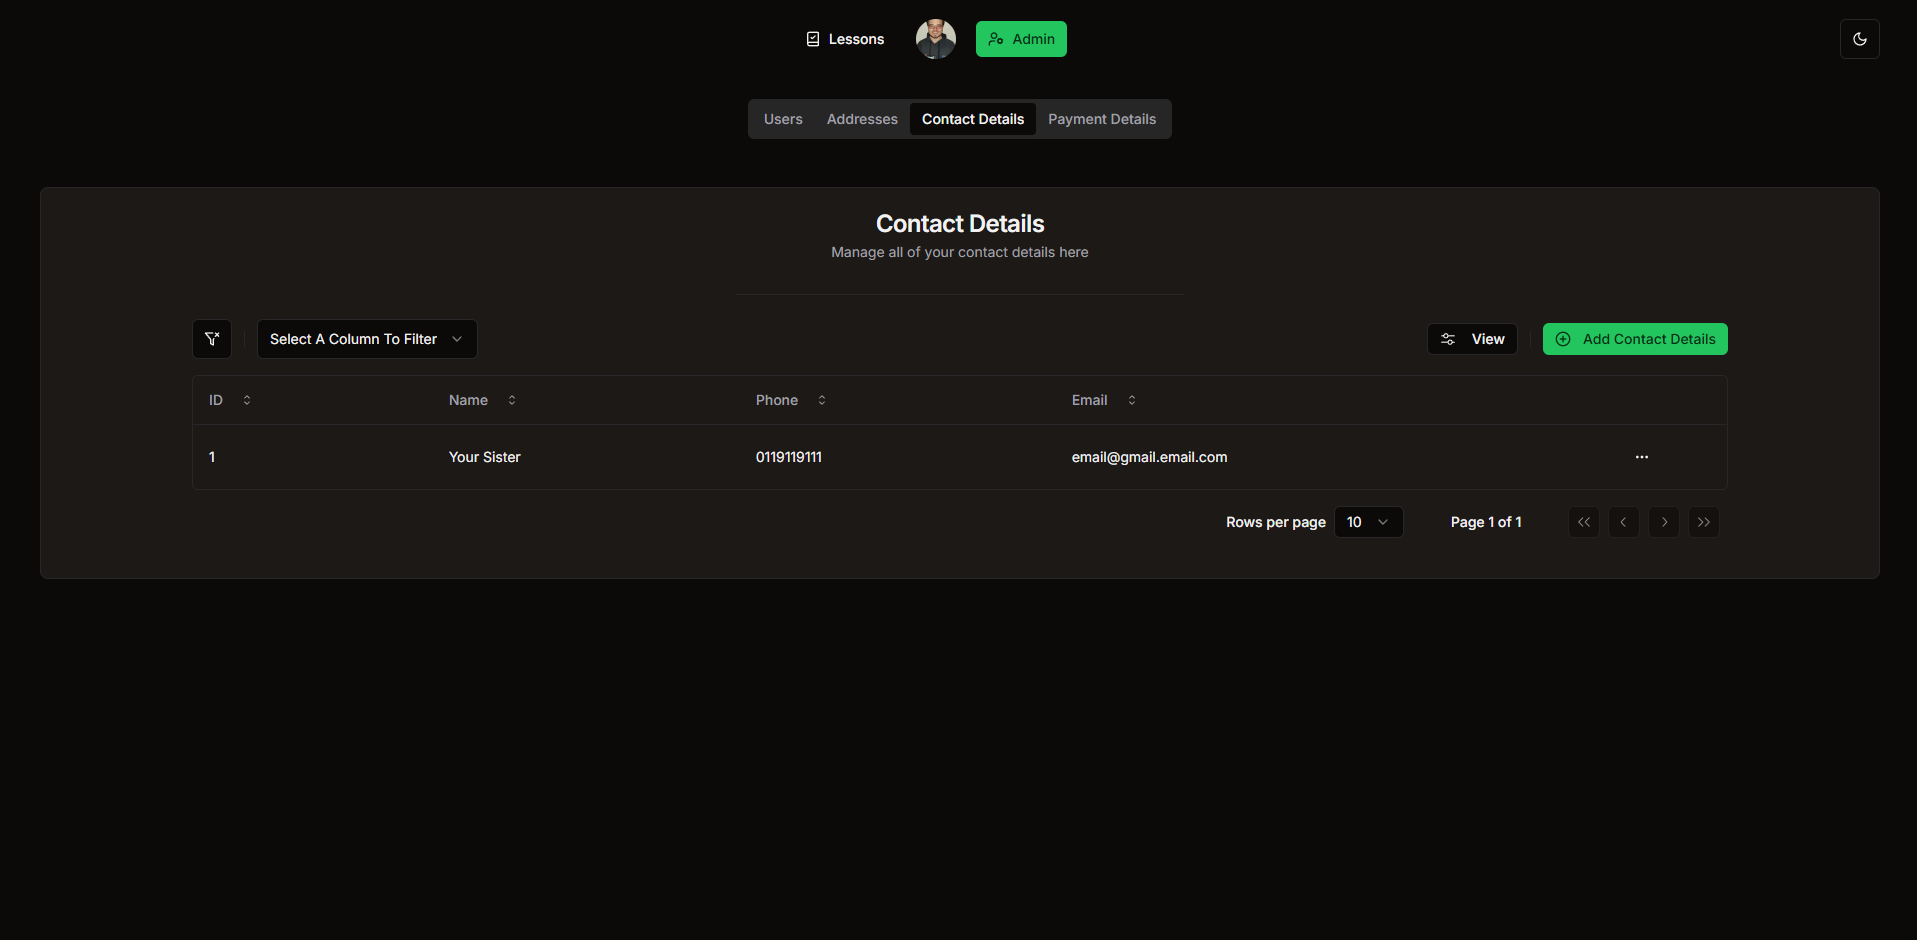 Lessons Admin
Users Addresses Contact Details Payment Details
Contact Details
Manage all of your contact details here
Select A Column To Filter View Add Contact Details
ID Name Phone Email
1 Your Sister 0119119111 email@gmail.email.com
Rows per page 10 Page 1 of 1